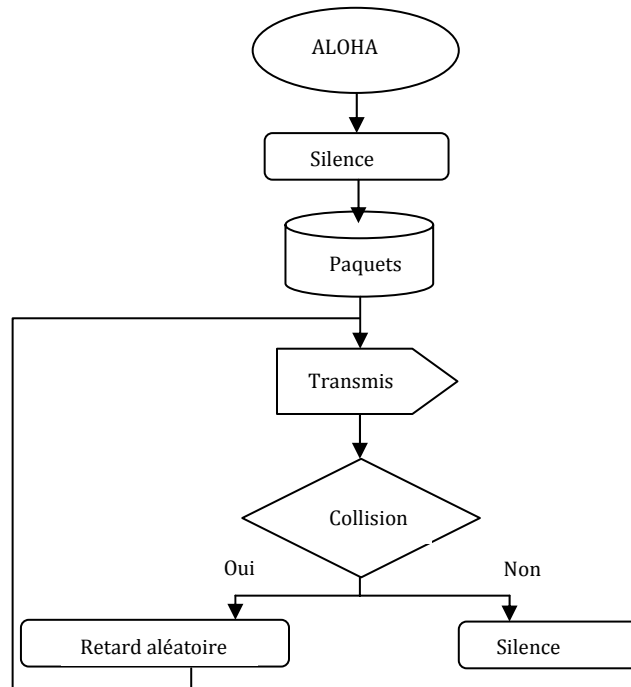 ALOHA
Silence
Paquets
Transmis
Collision
Oui
Non
Retard aléatoire
Silence